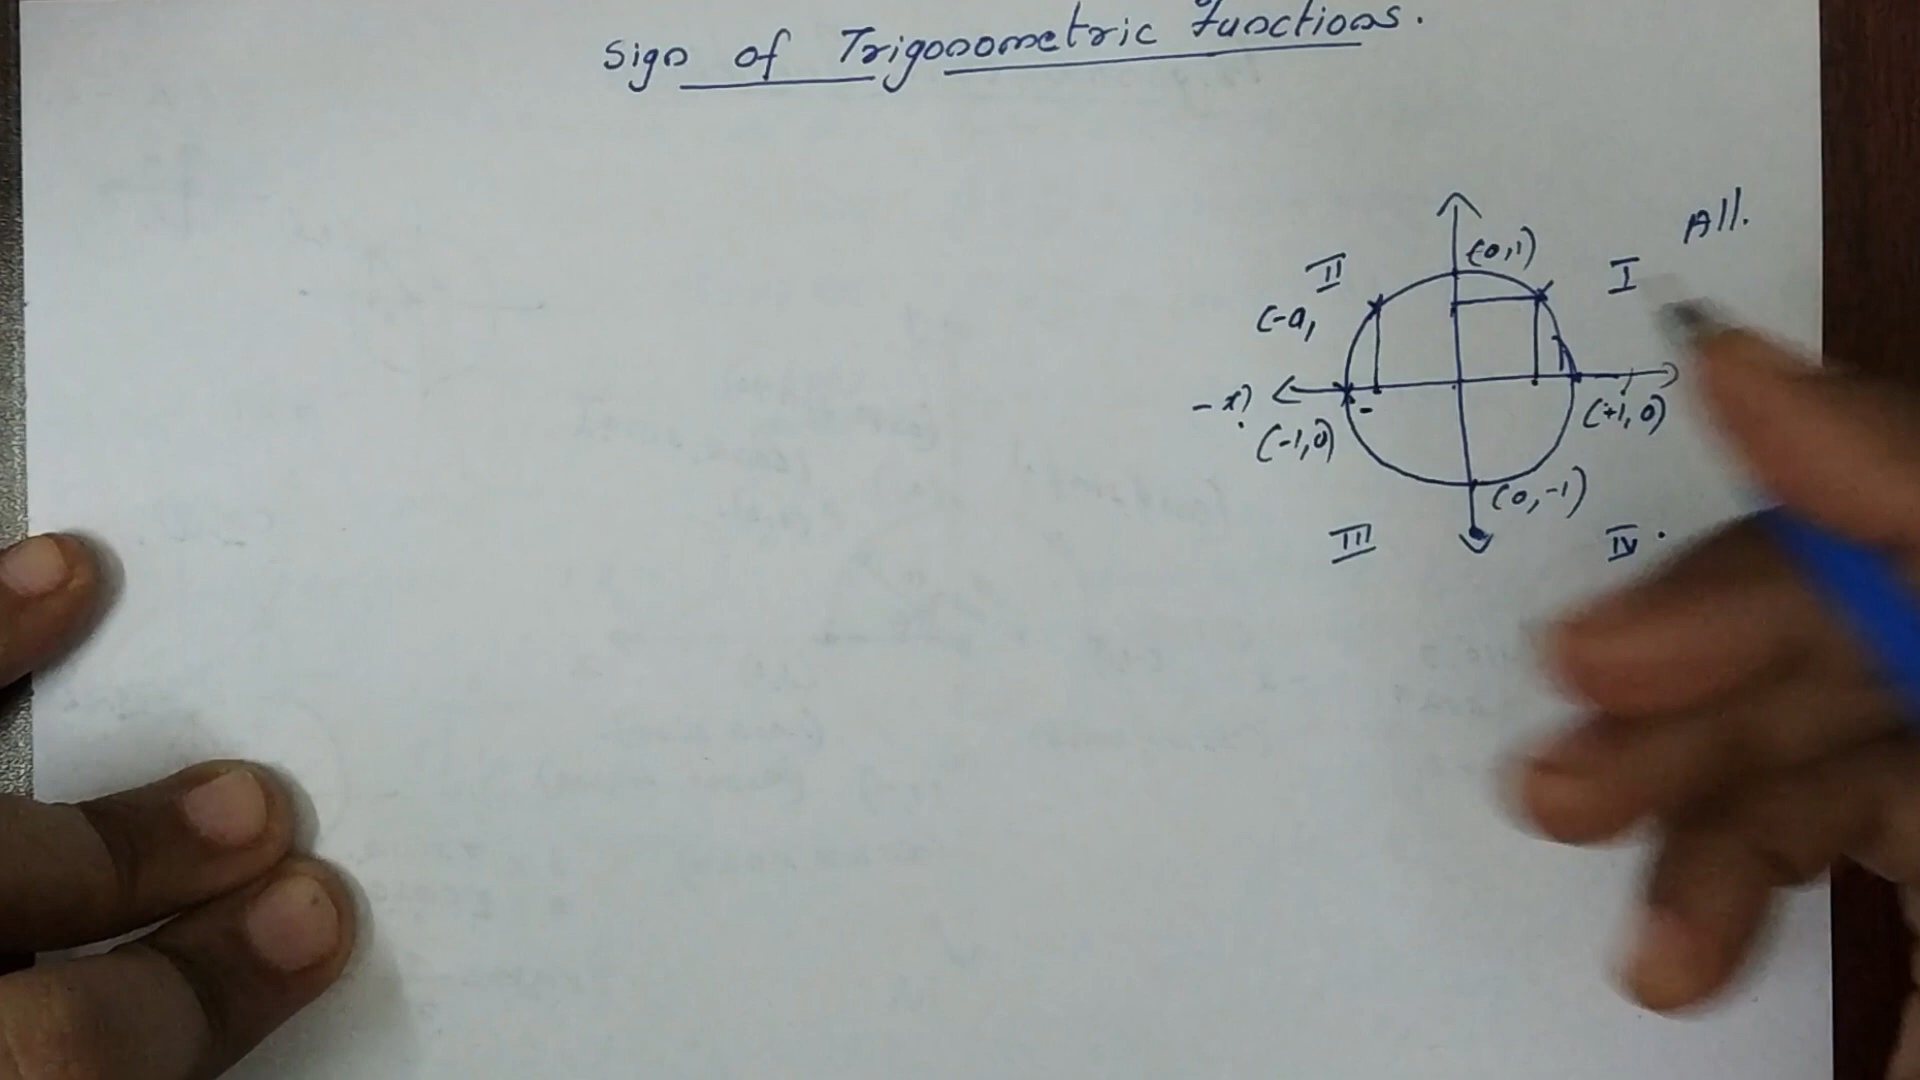 Sign of Trigonometric functions.
All.
(0,1)
II
I
(-a,
-x
(-1,0)
(+1,0)
(0,-1)
III
IV.